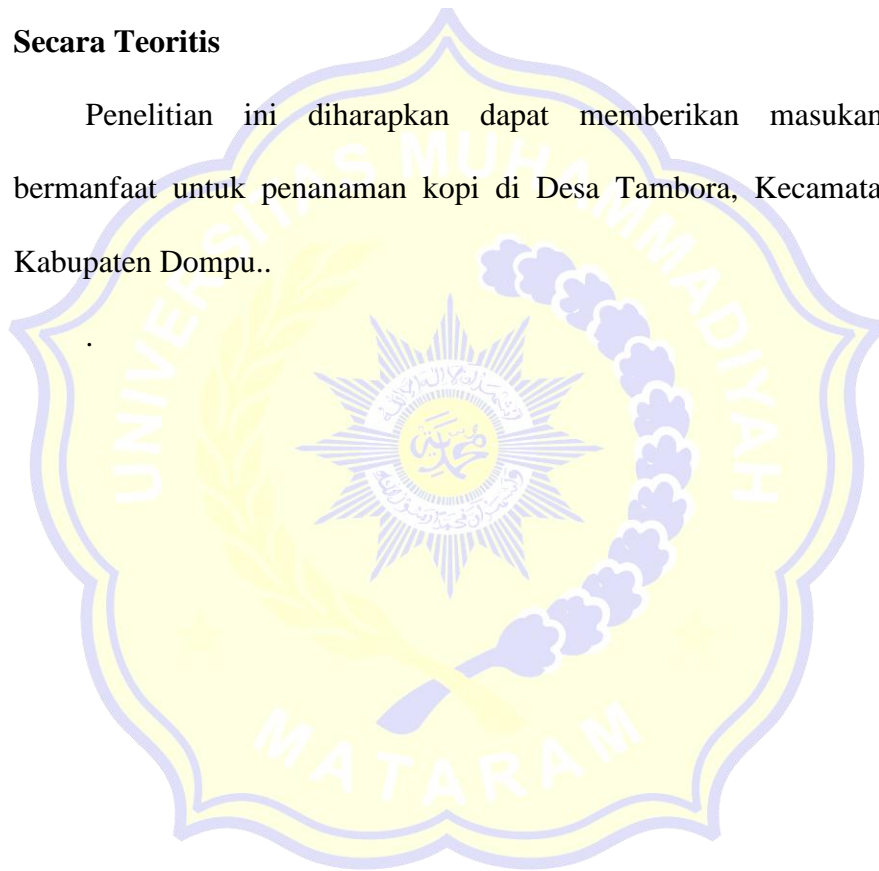 Secara Teoritis
Penelitian ini diharapkan dapat memberikan masukan
bermanfaat untuk penanaman kopi di Desa Tambora, Kecamata
Kabupaten Dompu..
.
UNIVERSITAS MUHAMMADIYAH
MATARAM